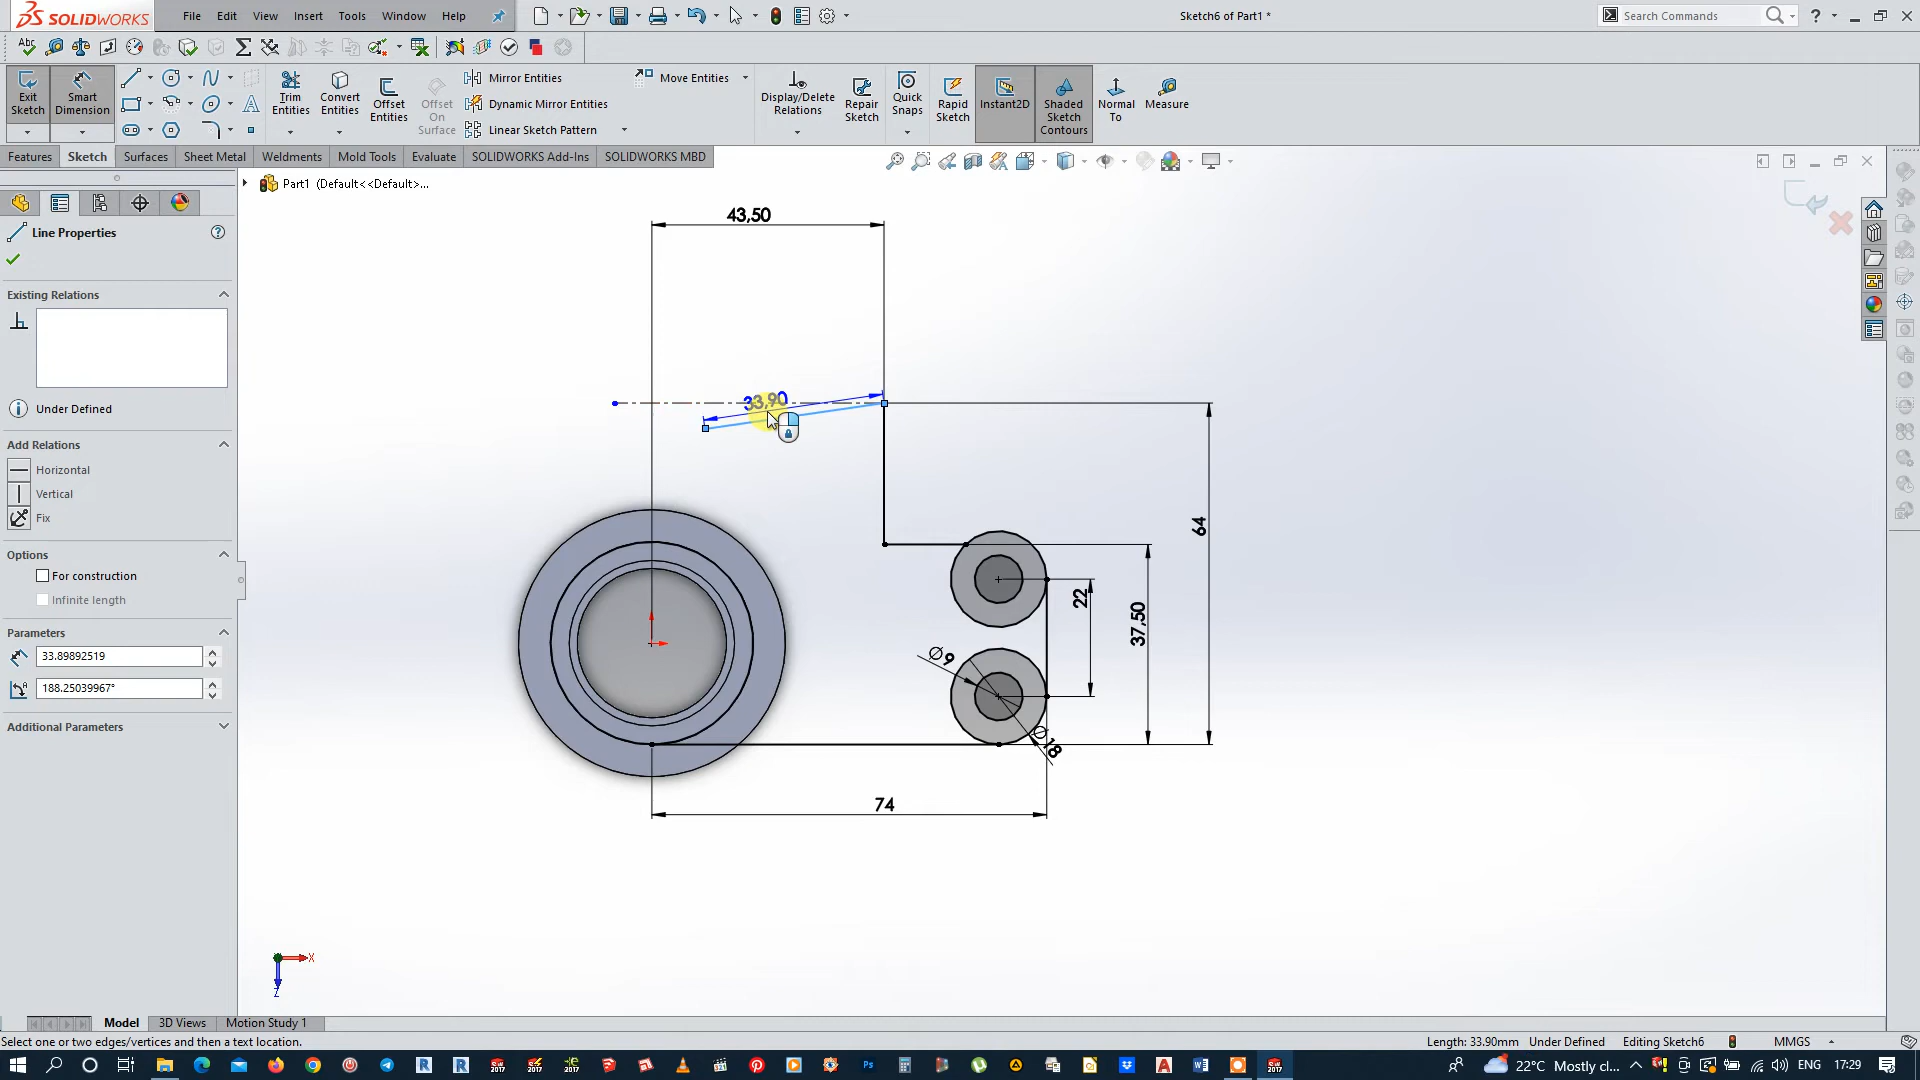 SOLIDWORKS
File Edit View Insert Tools Window Help
Sketch6 of Part1 *
Search Commands
Exit Sketch
Smart Dimension
Trim Entities
Convert Entities
Offset Entities
Offset On Surface
Mirror Entities
Dynamic Mirror Entities
Linear Sketch Pattern
Move Entities
Display/Delete Relations
Repair Sketch
Quick Snaps
Rapid Sketch
Instant2D
Shaded Sketch Contours
Normal To
Measure
Features Sketch Surfaces Sheet Metal Weldments Mold Tools Evaluate SOLIDWORKS Add-Ins SOLIDWORKS MBD
Part1 (Default<<Default>...
Line Properties
Existing Relations
Under Defined
Add Relations
Horizontal
Vertical
Fix
Options
For construction
Infinite length
Parameters
33.89892519
188.25039967°
Additional Parameters
43,50
33,90
64
22
37,50
∅9
∅18
74
X
Z
Model 3D Views Motion Study 1
Select one or two edges/vertices and then a text location.
Length: 33.90mm Under Defined Editing Sketch6 MMGS
22°C Mostly cl... ENG 17:29